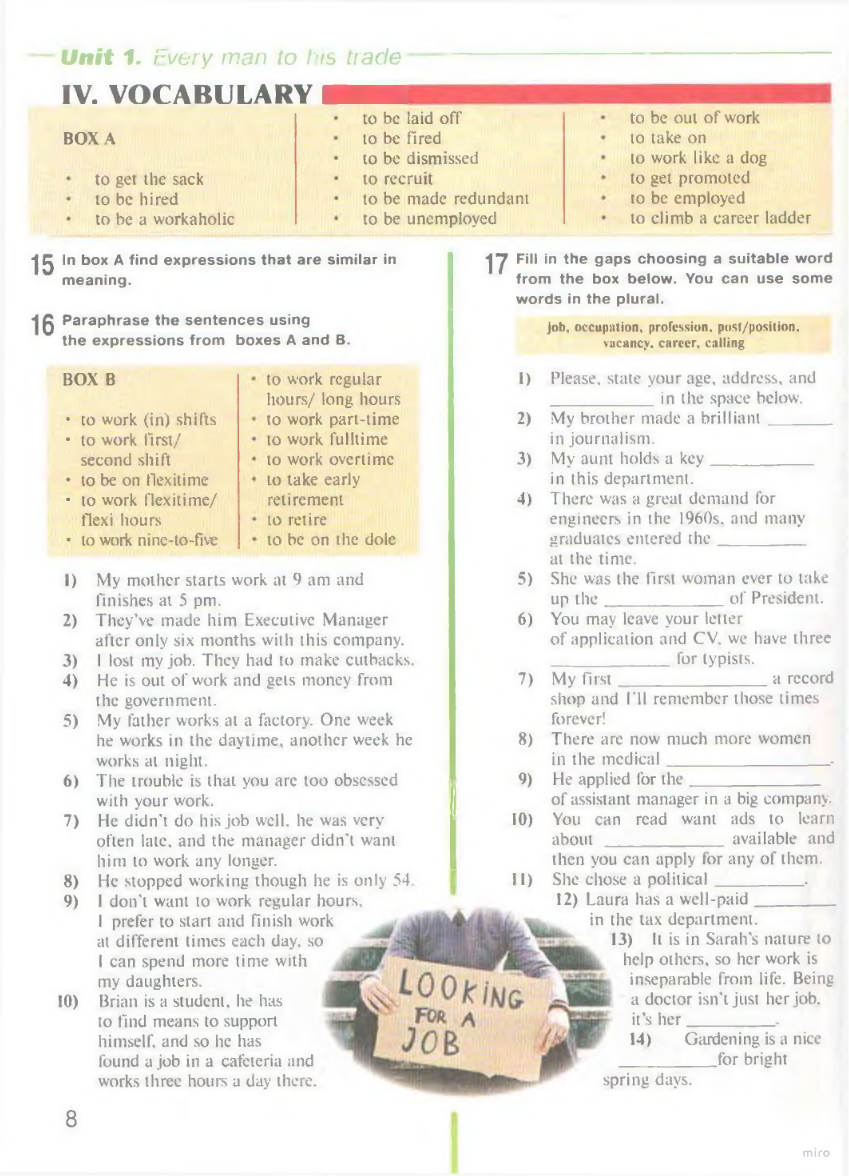 Unit 1. Every man to his trade
IV. VOCABULARY
BOX A
• to get the sack
• to be hired
• to be a workaholic
• to be laid off
• to be fired
• to be dismissed
• to recruit
• to be made redundant
• to be unemployed
• to be out of work
• to take on
• to work like a dog
• to get promoted
• to be employed
• to climb a career ladder
15 In box A find expressions that are similar in
meaning.
16 Paraphrase the sentences using
the expressions from boxes A and B.
BOX B
• to work (in) shifts
• to work first/
second shift
• to be on flexitime
• to work flexitime/
flexi hours
• to work nine-to-five
• to work regular
hours/ long hours
• to work part-time
• to work fulltime
• to work overtime
• to take early
retirement
• to retire
• to be on the dole
1) My mother starts work at 9 am and
finishes at 5 pm.
2) They've made him Executive Manager
after only six months with this company.
3) I lost my job. They had to make cutbacks.
4) He is out of work and gets money from
the government.
5) My father works at a factory. One week
he works in the daytime, another week he
works at night.
6) The trouble is that you are too obsessed
with your work.
7) He didn't do his job well, he was very
often late, and the manager didn't want
him to work any longer.
8) He stopped working though he is only 54.
9) I don't want to work regular hours,
I prefer to start and finish work
at different times each day, so
I can spend more time with
my daughters.
10) Brian is a student, he has
to find means to support
himself, and so he has
found a job in a cafeteria and
works three hours a day there.
17 Fill in the gaps choosing a suitable word
from the box below. You can use some
words in the plural.
job, occupation, profession, post/position,
vacancy, career, calling
1) Please, state your age, address, and
____________ in the space below.
2) My brother made a brilliant _______
in journalism.
3) My aunt holds a key ____________
in this department.
4) There was a great demand for
engineers in the 1960s, and many
graduates entered the __________
at the time.
5) She was the first woman ever to take
up the ______________ of President.
6) You may leave your letter
of application and CV, we have three
______________ for typists.
7) My first _________________ a record
shop and I'll remember those times
forever!
8) There are now much more women
in the medical ___________________.
9) He applied for the _______________
of assistant manager in a big company.
10) You can read want ads to learn
about ______________ available and
then you can apply for any of them.
11) She chose a political __________.
12) Laura has a well-paid _________
in the tax department.
13) It is in Sarah's nature to
help others, so her work is
inseparable from life. Being
a doctor isn't just her job,
it's her __________.
14) Gardening is a nice
___________for bright
spring days.
LOOKING
FOR A
JOB
8
miro